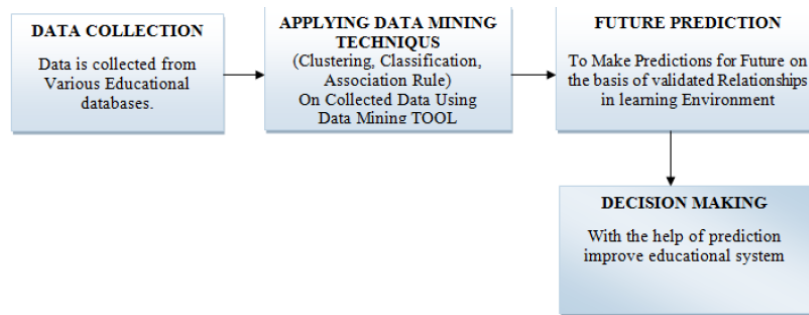 DATA COLLECTION
Data is collected from
Various Educational
databases.
APPLYING DATA MINING
TECHNIQUS
(Clustering, Classification,
Association Rule)
On Collected Data Using
Data Mining TOOL
FUTURE PREDICTION
To Make Predictions for Future on
the basis of validated Relationships
in learning Environment
DECISION MAKING
With the help of prediction
improve educational system